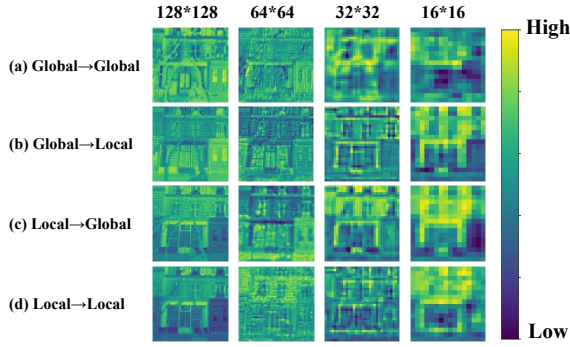 128*128 64*64 32*32 16*16
High
(a) Global→Global
(b) Global→Local
(c) Local→Global
(d) Local→Local
Low